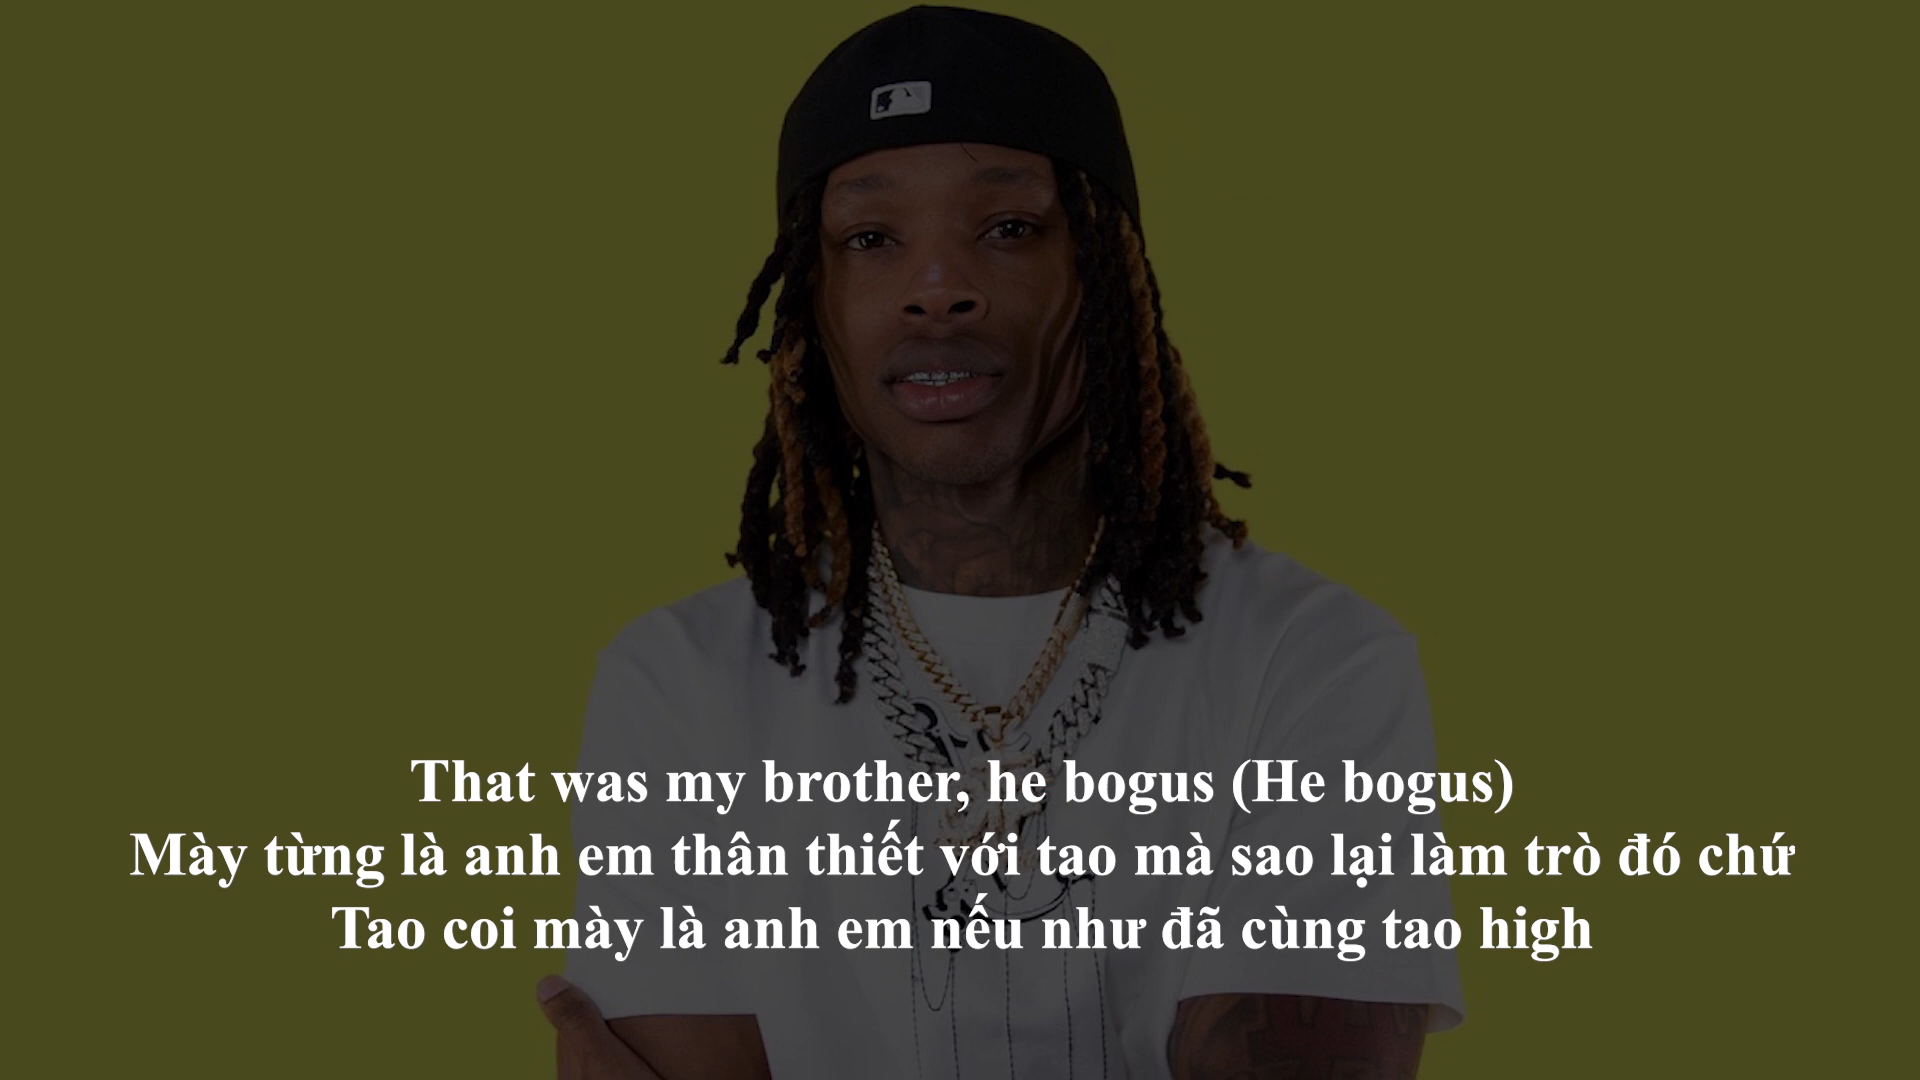 That was my brother, he bogus (He bogus)
Mày từng là anh em thân thiết với tao mà sao lại làm trò đó chứ
Tao coi mày là anh em nếu như đã cùng tao high